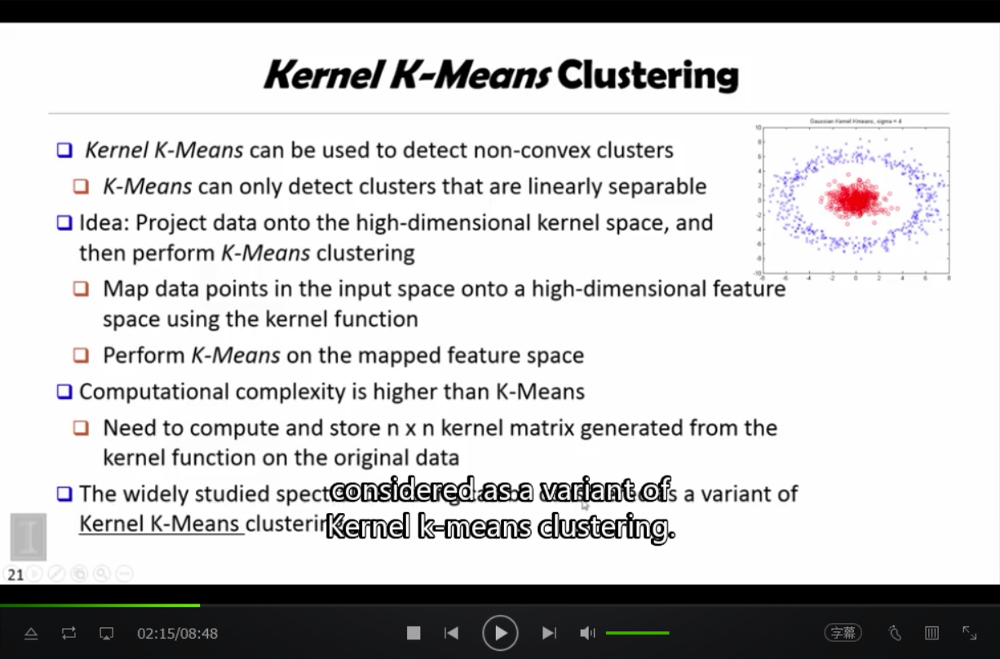 Kernel K-Means Clustering
Gaussian Kernel Kmeans, sigma = 4
Kernel K-Means can be used to detect non-convex clusters
K-Means can only detect clusters that are linearly separable
Idea: Project data onto the high-dimensional kernel space, and
then perform K-Means clustering
10
8
6
4
2
0
-2
-4
-6
-8
-10
-8 -6 -4 -2 0 2 4 6 8
Map data points in the input space onto a high-dimensional feature
space using the kernel function
Perform K-Means on the mapped feature space
Computational complexity is higher than K-Means
Need to compute and store n x n kernel matrix generated from the
kernel function on the original data
The widely studied as a variant of
Kernel K-Means clustering
considered as a variant of
Kernel k-means clustering.
I
21
02:15/08:48
字幕